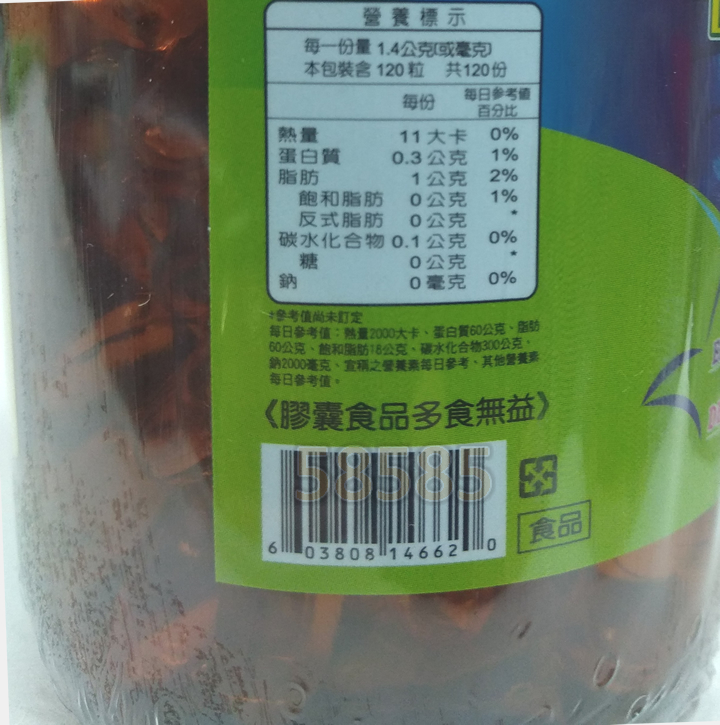 營養標示
每一份量 1.4公克(或毫克)
本包裝含120粒 共120份
每份 每日參考值百分比
熱量 11大卡 0%
蛋白質 0.3公克 1%
脂肪 1公克 2%
飽和脂肪 0公克 1%
反式脂肪 0公克 *
碳水化合物 0.1公克 0%
糖 0公克 *
鈉 0毫克 0%
*參考值尚未訂定
每日參考值：熱量2000大卡、蛋白質60公克、脂肪
60公克、飽和脂肪18公克、碳水化合物300公克、
鈉2000毫克、宣稱之營養素每日參考、其他營養素
每日參考值。
《膠囊食品多食無益》
58585
食品
6 03808 14662 0